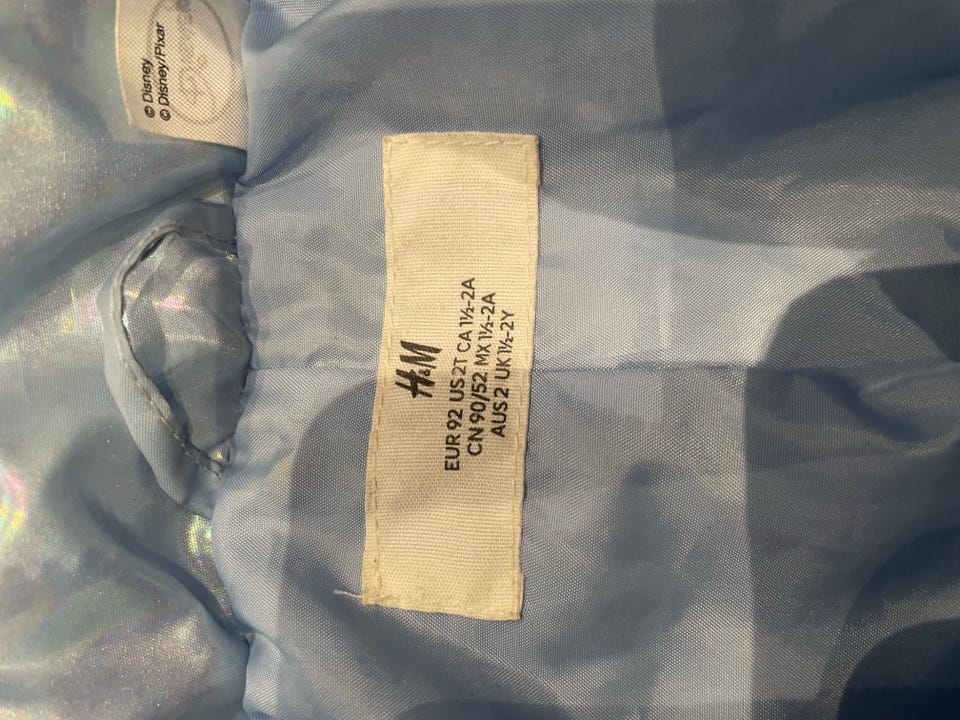 © Disney
© Disney/Pixar
H&M
EUR 92 US 2T CA 1½-2A
CN 90/52 MX 1½-2A
AUS 2 UK 1½-2Y